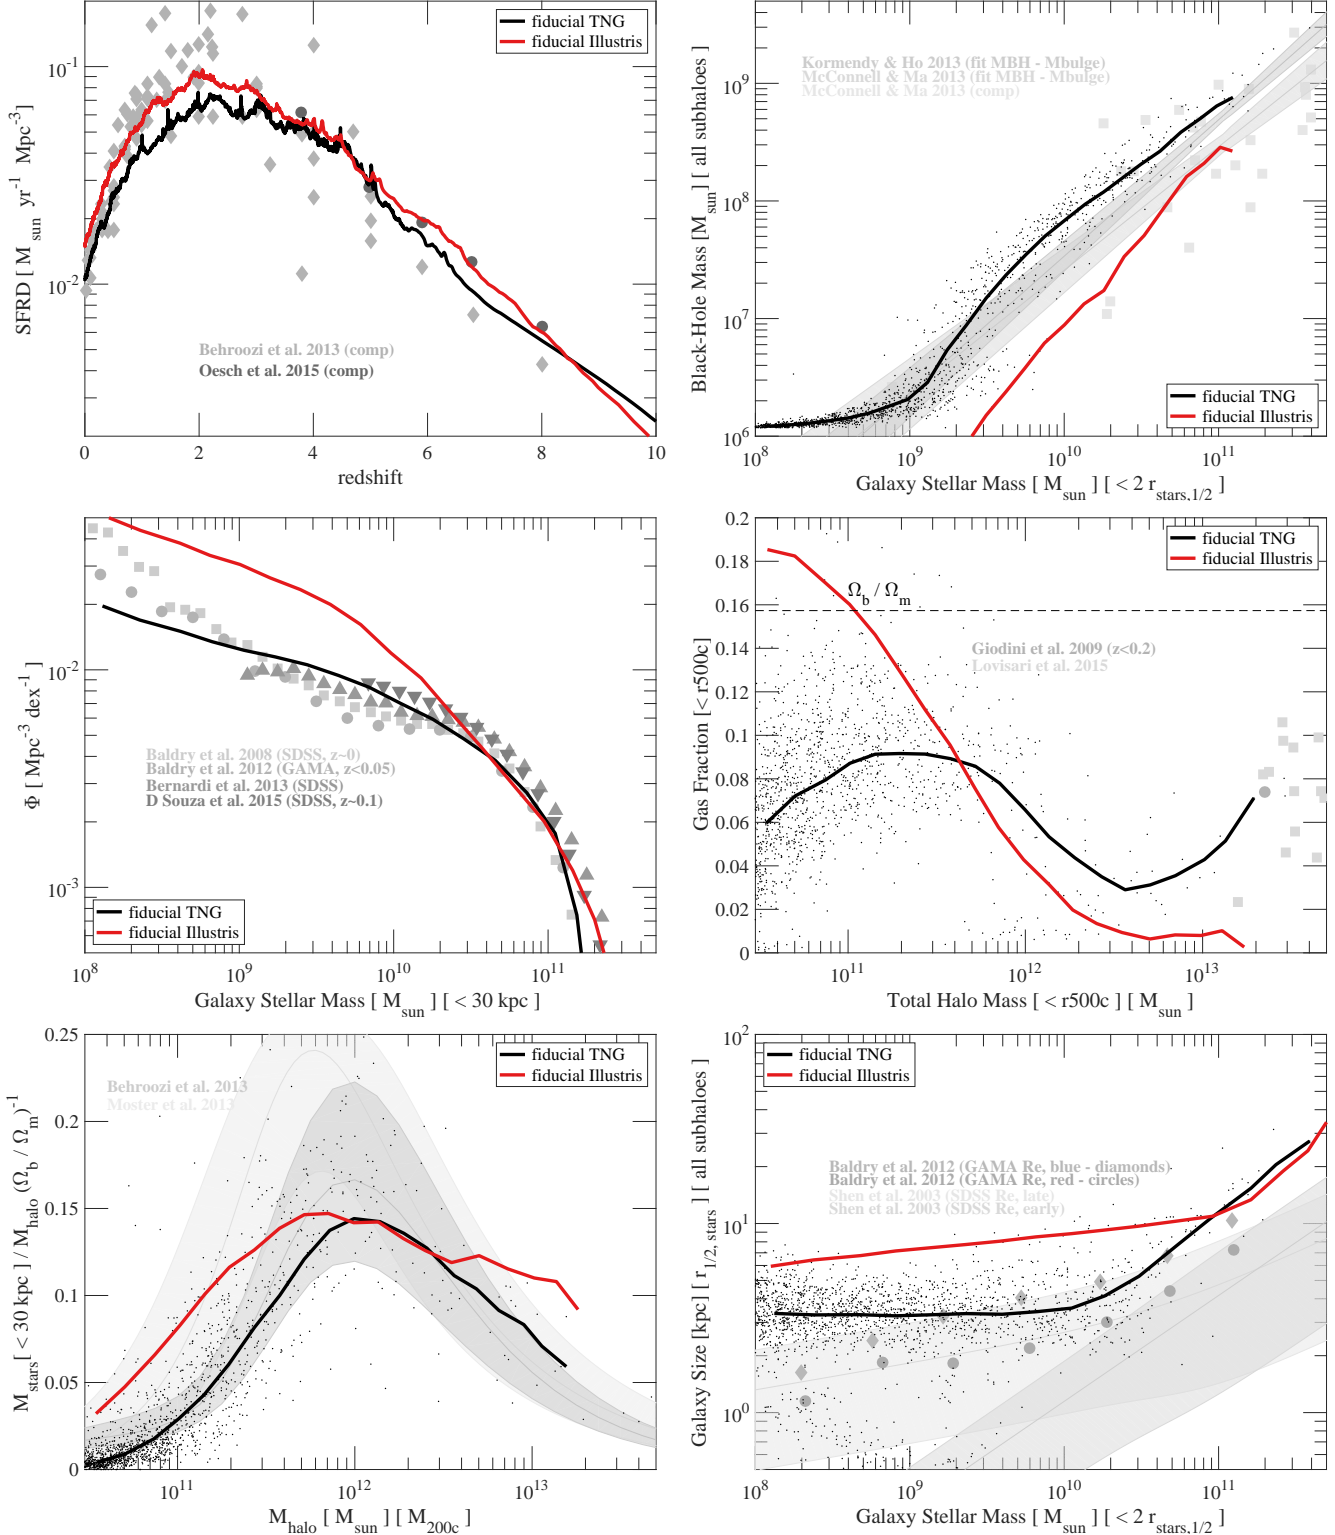 fiducial TNG
fiducial Illustris
10^-1
10^-2
SFRD [ M_sun yr^-1 Mpc^-3]
Behroozi et al. 2013 (comp)
Oesch et al. 2015 (comp)
0 2 4 6 8 10
redshift
Kormendy & Ho 2013 (fit MBH - Mbulge)
McConnell & Ma 2013 (fit MBH - Mbulge)
McConnell & Ma 2013 (comp)
10^9
10^8
10^7
10^6
Black-Hole Mass [M_sun] [ all subhaloes ]
fiducial TNG
fiducial Illustris
10^8 10^9 10^10 10^11
Galaxy Stellar Mass [ M_sun ] [ < 2 r_stars,1/2 ]
10^-2
10^-3
Φ [ Mpc^-3 dex^-1 ]
Baldry et al. 2008 (SDSS, z~0)
Baldry et al. 2012 (GAMA, z<0.05)
Bernardi et al. 2013 (SDSS)
D Souza et al. 2015 (SDSS, z~0.1)
fiducial TNG
fiducial Illustris
10^8 10^9 10^10 10^11
Galaxy Stellar Mass [ M_sun ] [ < 30 kpc ]
fiducial TNG
fiducial Illustris
Ω_b / Ω_m
Giodini et al. 2009 (z<0.2)
Lovisari et al. 2015
0.2
0.18
0.16
0.14
0.12
0.1
0.08
0.06
0.04
0.02
0
Gas Fraction [< r500c]
10^11 10^12 10^13
Total Halo Mass [ < r500c ] [ M_sun ]
fiducial TNG
fiducial Illustris
Behroozi et al. 2013
Moster et al. 2013
0.25
0.2
0.15
0.1
0.05
0
M_stars [ < 30 kpc ] / M_halo (Ω_b / Ω_m)^-1
10^11 10^12 10^13
M_halo [ M_sun ] [ M_200c ]
fiducial TNG
fiducial Illustris
Baldry et al. 2012 (GAMA Re, blue - diamonds)
Baldry et al. 2012 (GAMA Re, red - circles)
Shen et al. 2003 (SDSS Re, late)
Shen et al. 2003 (SDSS Re, early)
10^2
10^1
10^0
Galaxy Size [kpc] [ r_1/2, stars ] [ all subhaloes ]
10^8 10^9 10^10 10^11
Galaxy Stellar Mass [ M_sun ] [ < 2 r_stars,1/2 ]